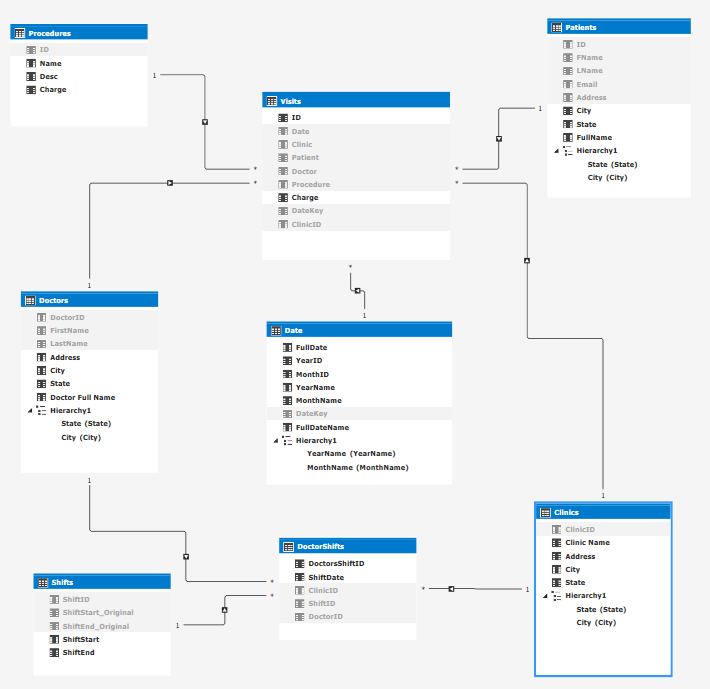 Procedures
ID
Name
Desc
Charge
1
*
Patients
ID
FName
LName
Email
Address
City
State
FullName
Hierarchy1
State (State)
City (City)
1
*
Visits
ID
Date
Clinic
Patient
Doctor
Procedure
Charge
DateKey
ClinicID
*
*
*
1
Doctors
DoctorID
FirstName
LastName
Address
City
State
Doctor Full Name
Hierarchy1
State (State)
City (City)
1
1
Date
FullDate
YearID
MonthID
YearName
MonthName
DateKey
FullDateName
Hierarchy1
YearName (YearName)
MonthName (MonthName)
1
1
Clinics
ClinicID
Clinic Name
Address
City
State
Hierarchy1
State (State)
City (City)
1
*
DoctorShifts
DoctorsShiftID
ShiftDate
ClinicID
ShiftID
DoctorID
*
*
Shifts
ShiftID
ShiftStart_Original
ShiftEnd_Original
ShiftStart
ShiftEnd
1